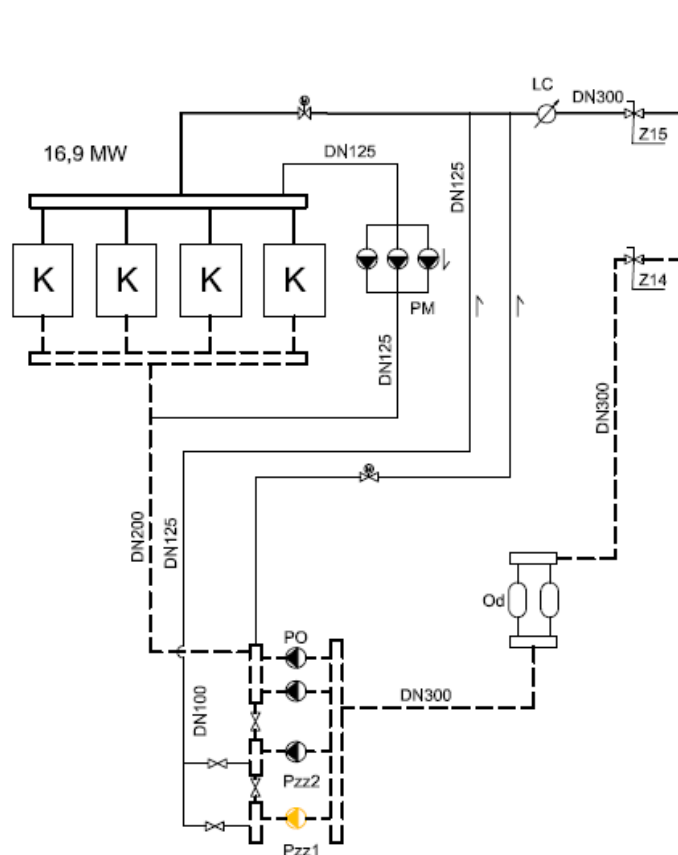 LC
DN300
Z15
16,9 MW
DN125
DN125
K
K
K
K
Z14
PM
DN125
DN300
DN200
DN125
Od
PO
DN300
DN100
Pzz2
Pzz1